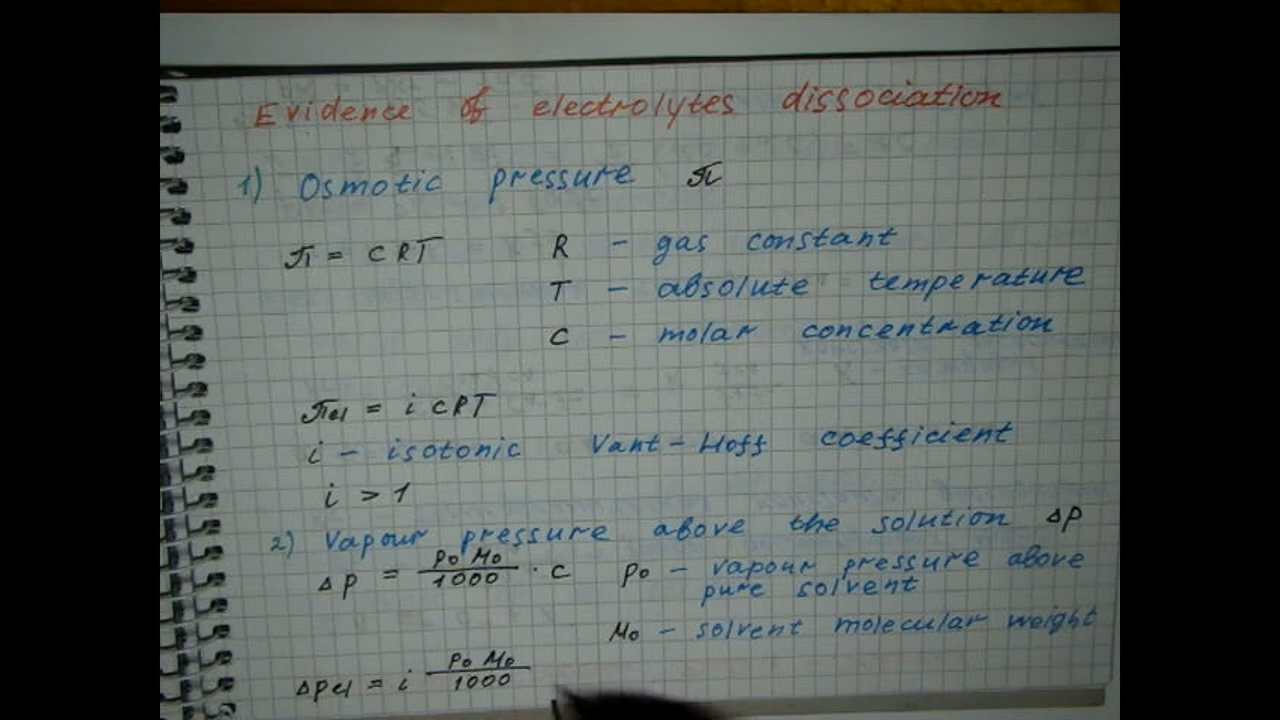 Evidence of electrolytes dissociation
1) Osmotic pressure π
π = CRT R - gas constant
T - absolute temperature
C - molar concentration
πel = i CRT
i - isotonic Vant-Hoff coefficient
i > 1
2) Vapour pressure above the solution ΔP
ΔP = P0 M0 / 1000 · C P0 - vapour pressure above
pure solvent
M0 - solvent molecular weight
ΔPel = i P0 M0 / 1000